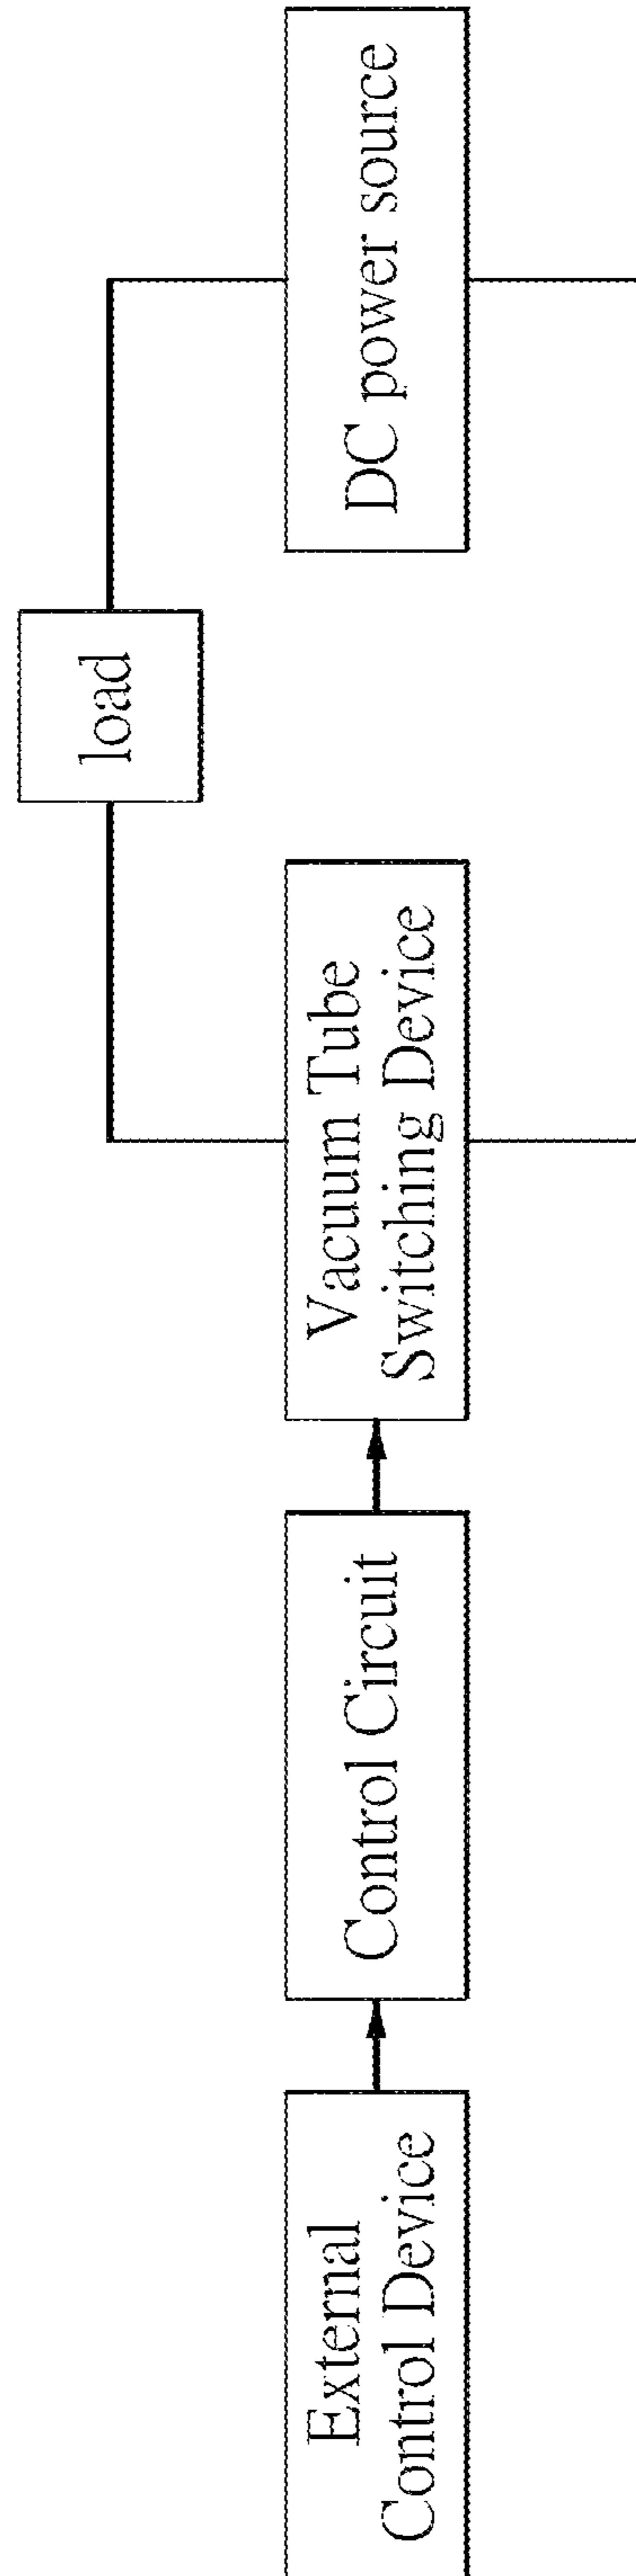 External
Control Device
Control Circuit
Vacuum Tube
Switching Device
load
DC power source